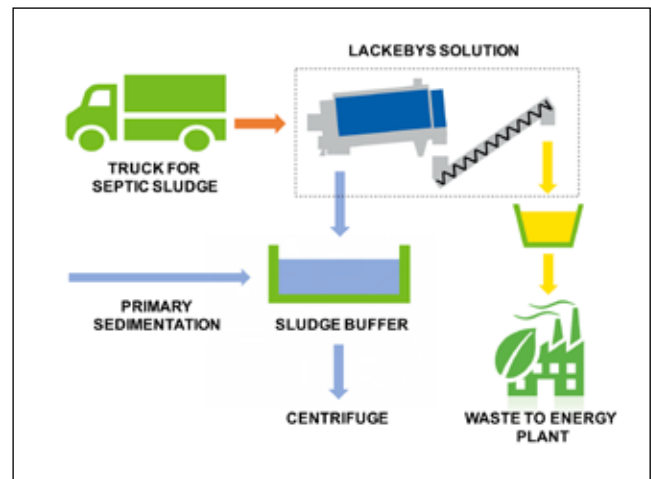 LACKEBYS SOLUTION
TRUCK FOR
SEPTIC SLUDGE
PRIMARY
SEDIMENTATION
SLUDGE BUFFER
CENTRIFUGE
WASTE TO ENERGY
PLANT